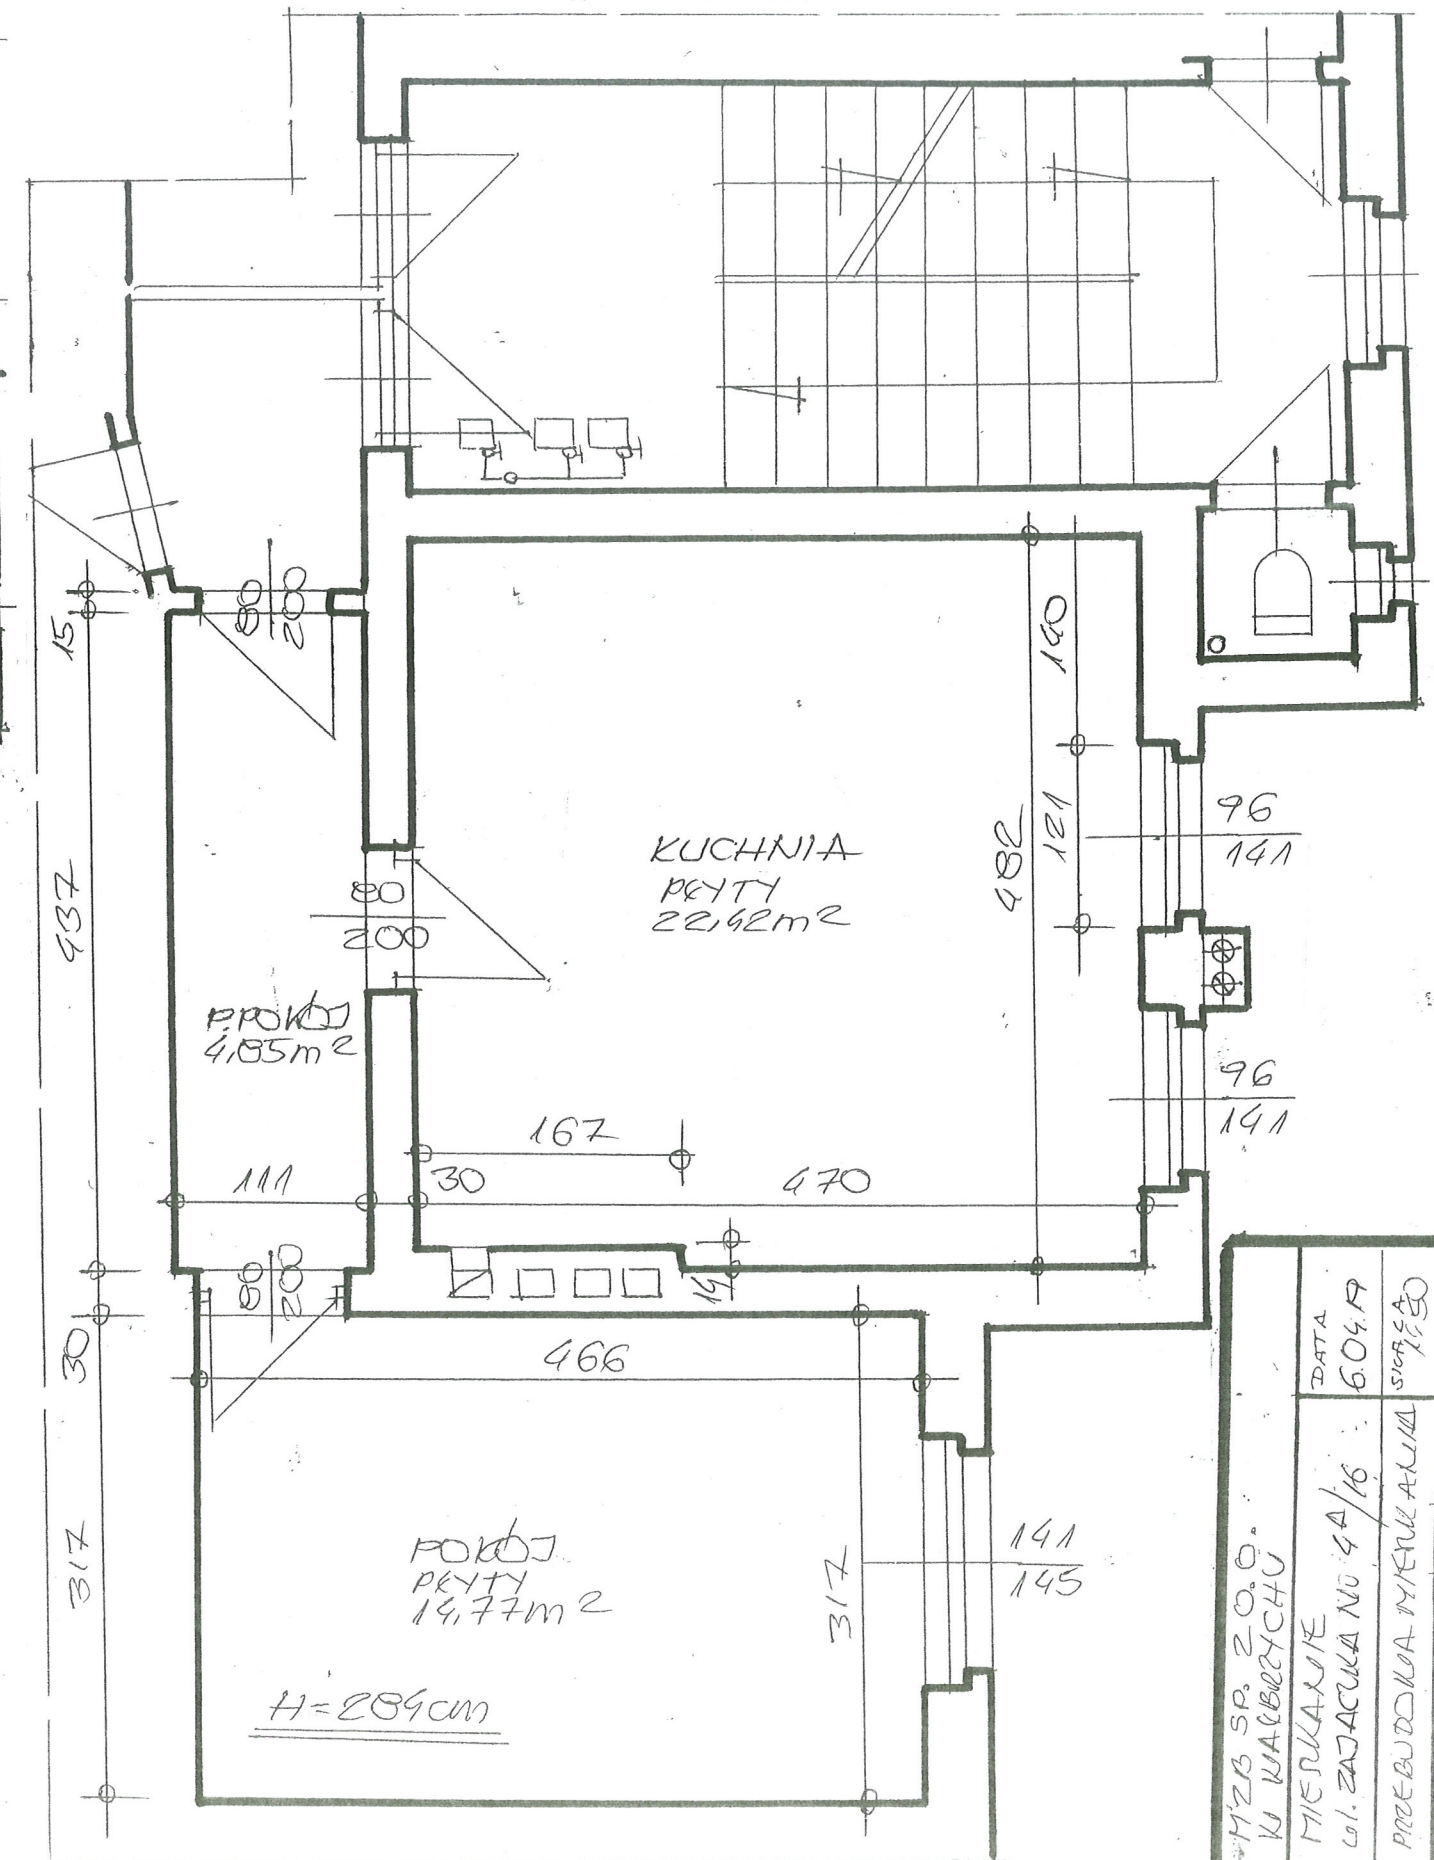 80
200
15
140
121
482
96
141
437
KUCHNIA
PŁYTY
22,42m2
80
200
P.POKÓJ
4,85m2
96
141
167
111
30
470
80
200
14
30
466
317
POKÓJ
PŁYTY
14,77m2
317
141
145
H=284cm
MZB SP. Z O.O.
W WAŁBRZYCHU
MIESZKANIE
ul. ZAJĄCZKA NU 4A/16
PRZEBUDOWA MIESZKANIA
DATA
6.04.17
SKALA
1:50